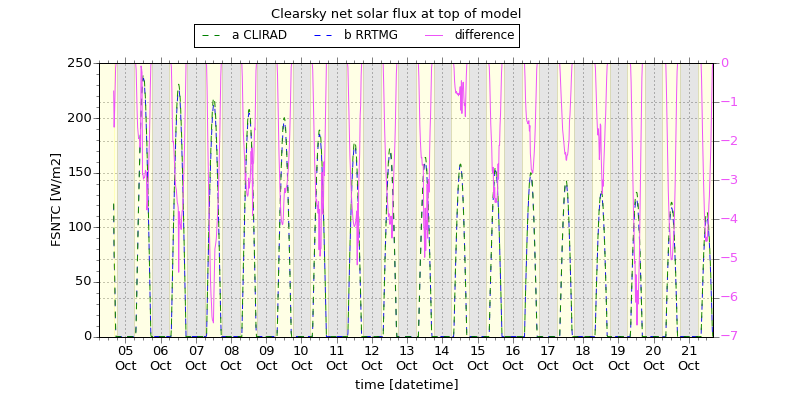 Clearsky net solar flux at top of model
a CLIRAD b RRTMG difference
250
200
150
100
50
0
FSNTC [W/m2]
0
−1
−2
−3
−4
−5
−6
−7
05 06 07 08 09 10 11 12 13 14 15 16 17 18 19 20 21
Oct Oct Oct Oct Oct Oct Oct Oct Oct Oct Oct Oct Oct Oct Oct Oct Oct
time [datetime]